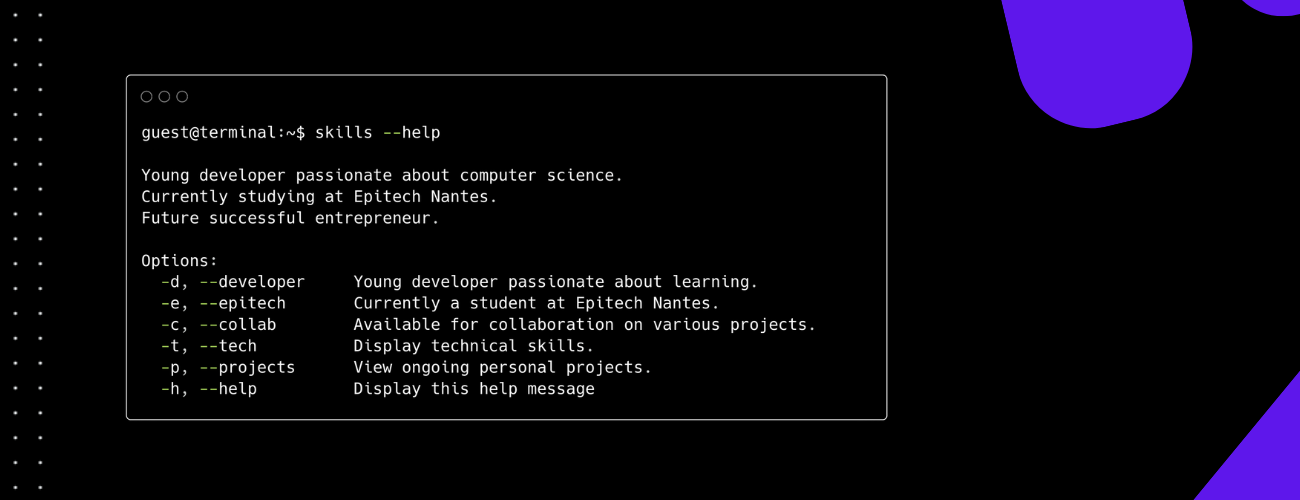 guest@terminal:~$ skills --help
Young developer passionate about computer science.
Currently studying at Epitech Nantes.
Future successful entrepreneur.
Options:
-d, --developer Young developer passionate about learning.
-e, --epitech Currently a student at Epitech Nantes.
-c, --collab Available for collaboration on various projects.
-t, --tech Display technical skills.
-p, --projects View ongoing personal projects.
-h, --help Display this help message